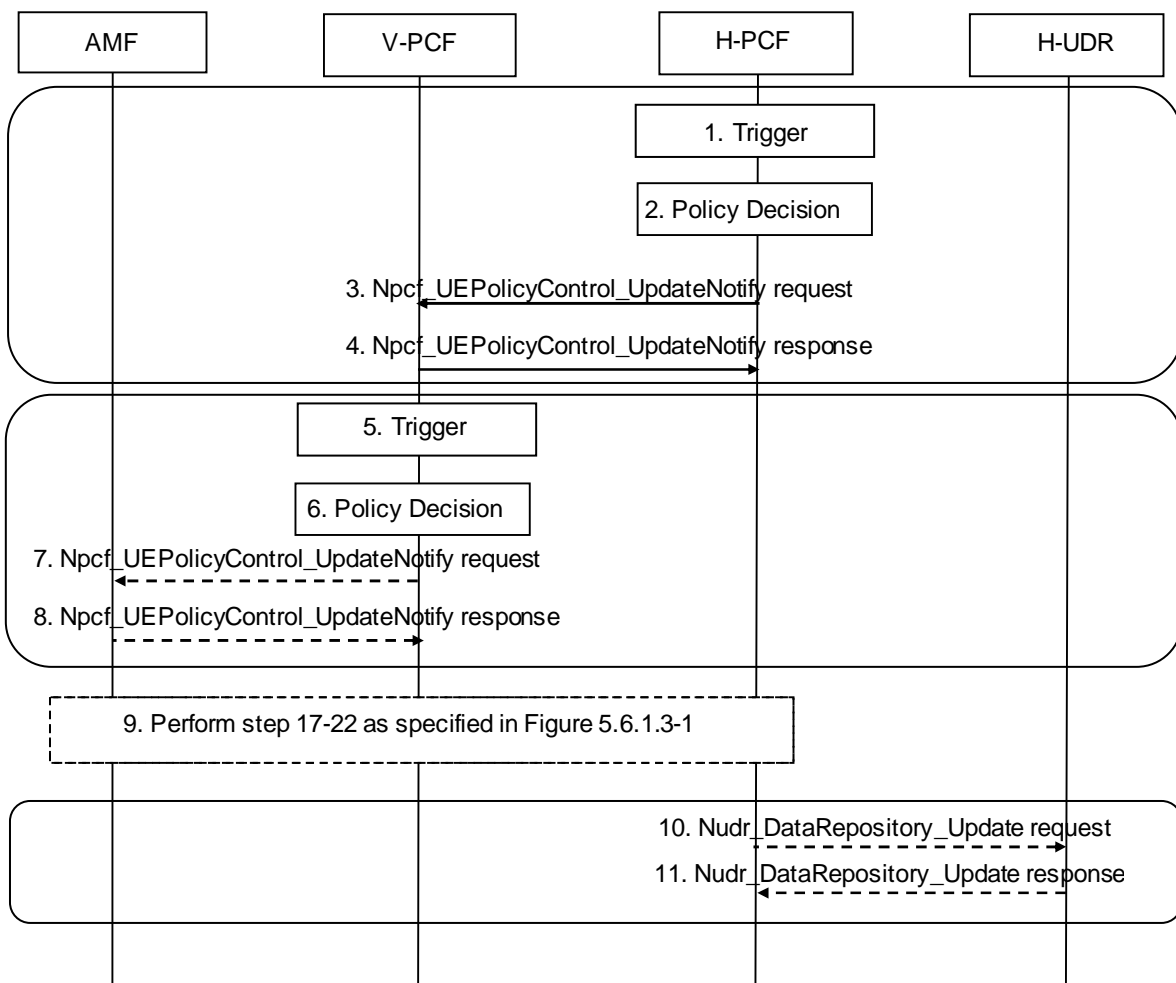 AMF
V-PCF
H-PCF
H-UDR
1. Trigger
2. Policy Decision
3. Npcf_UEPolicyControl_UpdateNotify request
4. Npcf_UEPolicyControl_UpdateNotify response
5. Trigger
6. Policy Decision
7. Npcf_UEPolicyControl_UpdateNotify request
8. Npcf_UEPolicyControl_UpdateNotify response
9. Perform step 17-22 as specified in Figure 5.6.1.3-1
10. Nudr_DataRepository_Update request
11. Nudr_DataRepository_Update response